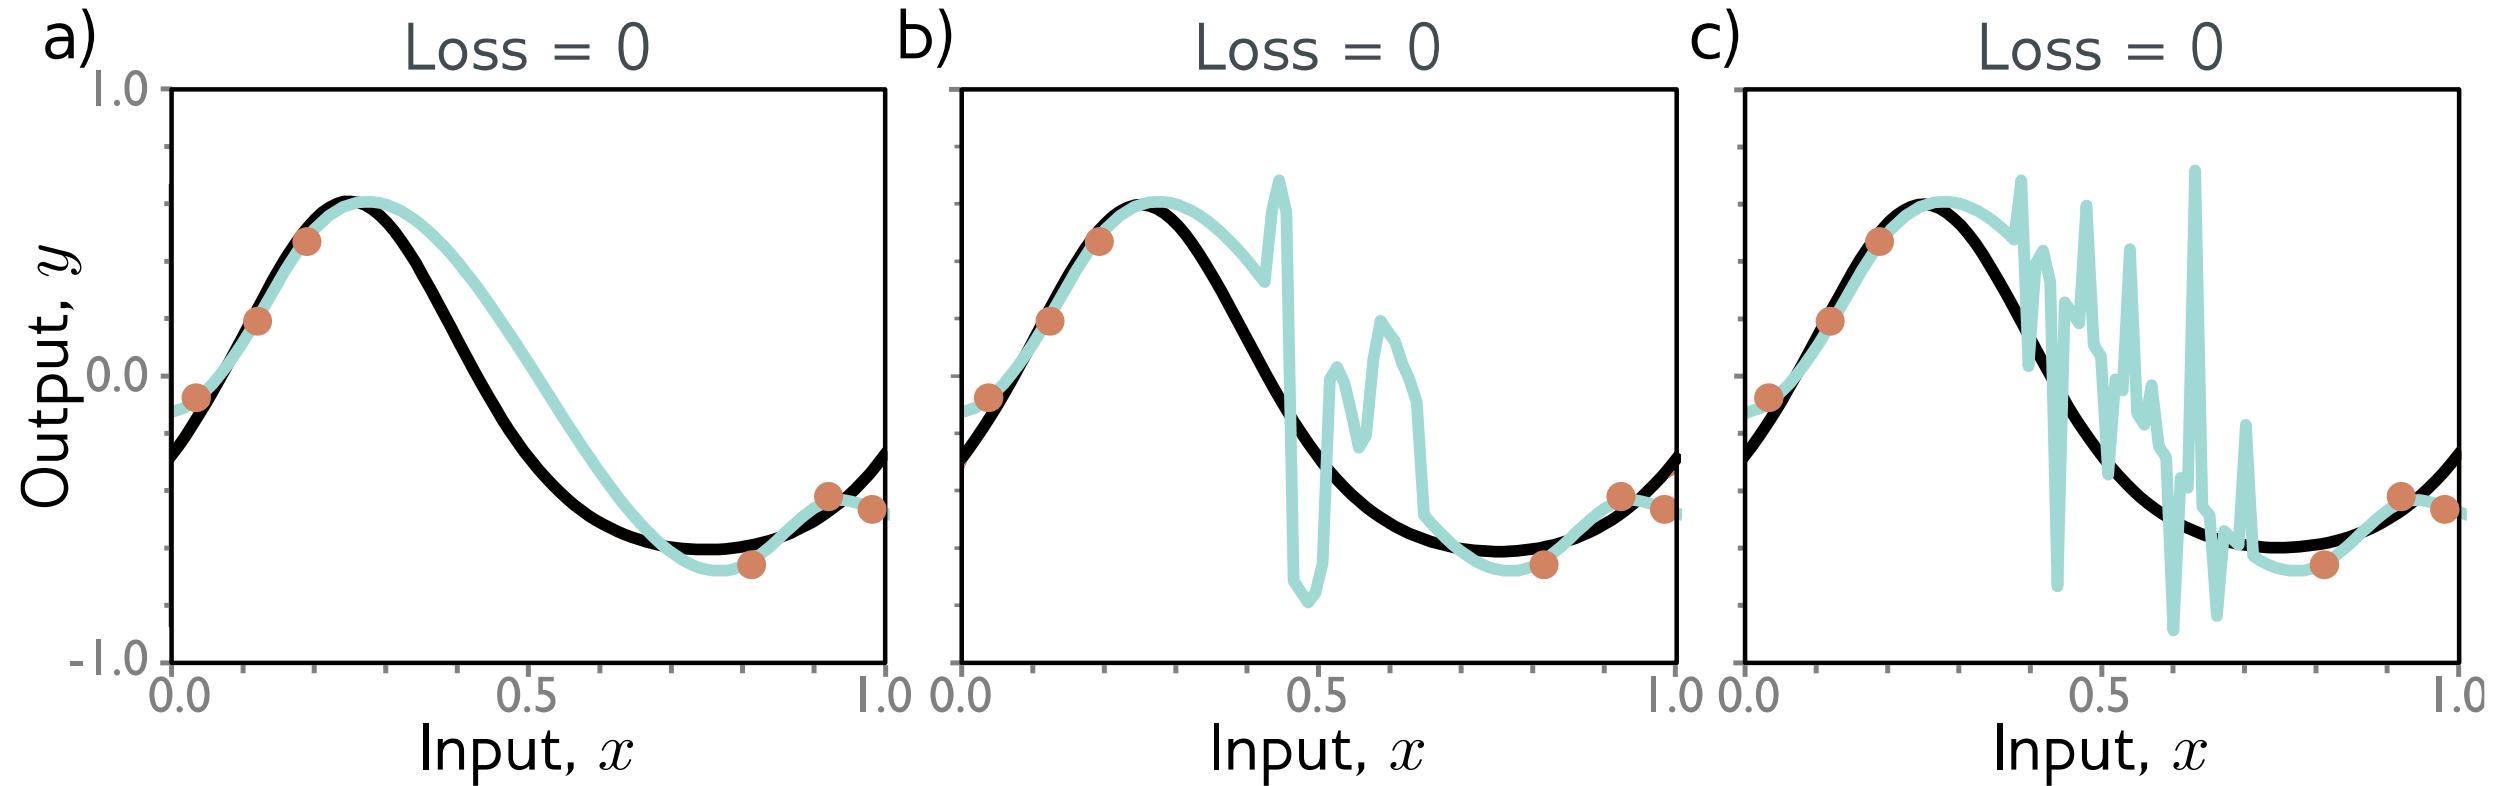 a) Loss = 0 b) Loss = 0 c) Loss = 0
1.0
Output, y
0.0
-1.0
0.0 0.5 1.0 0.0 0.5 1.0 0.0 0.5 1.0
Input, x Input, x Input, x